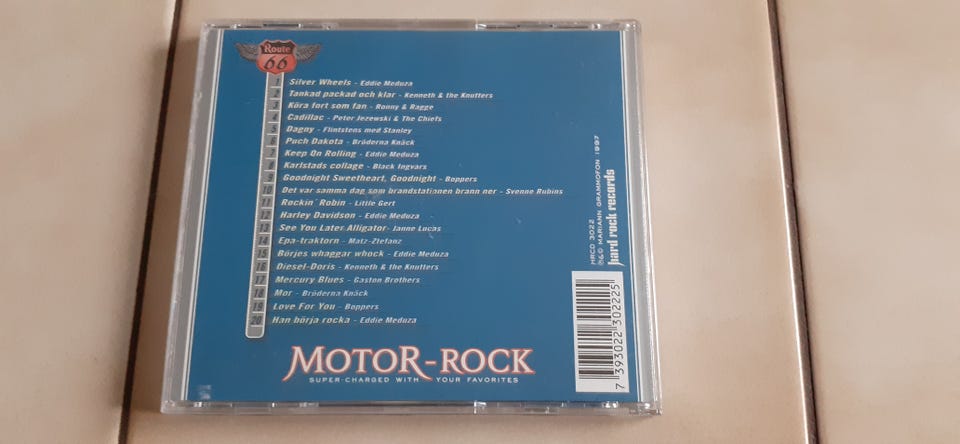 Route
66
1 Silver Wheels - Eddie Meduza
2 Tankad packad och klar - Kenneth & the Knutters
3 Köra fort som fan - Ronny & Ragge
4 Cadillac - Peter Jezewski & The Chiefs
5 Dagny - Flintstens med Stanley
6 Puch Dakota - Bröderna Knäck
7 Keep On Rolling - Eddie Meduza
8 Karlstads collage - Black Ingvars
9 Goodnight Sweetheart, Goodnight - Boppers
10 Det var samma dag som brandstationen brann ner - Svenne Rubins
11 Rockin´ Robin - Little Gert
12 Harley Davidson - Eddie Meduza
13 See You Later Alligator - Janne Lucas
14 Epa-traktorn - Matz-Ztefanz
15 Börjes whaggar whock - Eddie Meduza
16 Diesel-Doris - Kenneth & the Knutters
17 Mercury Blues - Gaston Brothers
18 Mor - Bröderna Knäck
19 Love For You - Boppers
20 Han börja rocka - Eddie Meduza
MOTOR-ROCK
SUPER-CHARGED WITH YOUR FAVORITES
HRCD 3022
℗&© MARIANN GRAMMOFON 1997
hard rock records
7 393022 302225